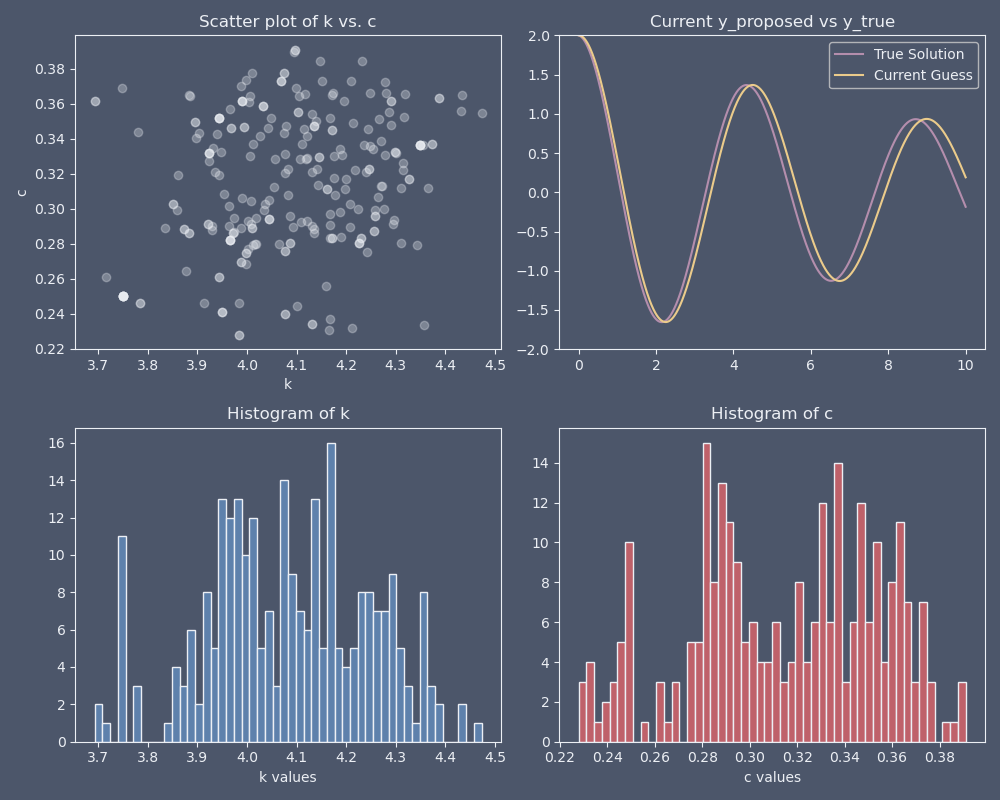 Scatter plot of k vs. c
c
0.38
0.36
0.34
0.32
0.30
0.28
0.26
0.24
0.22
3.7 3.8 3.9 4.0 4.1 4.2 4.3 4.4 4.5
k
Current y_proposed vs y_true
True Solution
Current Guess
2.0
1.5
1.0
0.5
0.0
−0.5
−1.0
−1.5
−2.0
0 2 4 6 8 10
Histogram of k
16
14
12
10
8
6
4
2
0
3.7 3.8 3.9 4.0 4.1 4.2 4.3 4.4 4.5
k values
Histogram of c
14
12
10
8
6
4
2
0
0.22 0.24 0.26 0.28 0.30 0.32 0.34 0.36 0.38
c values